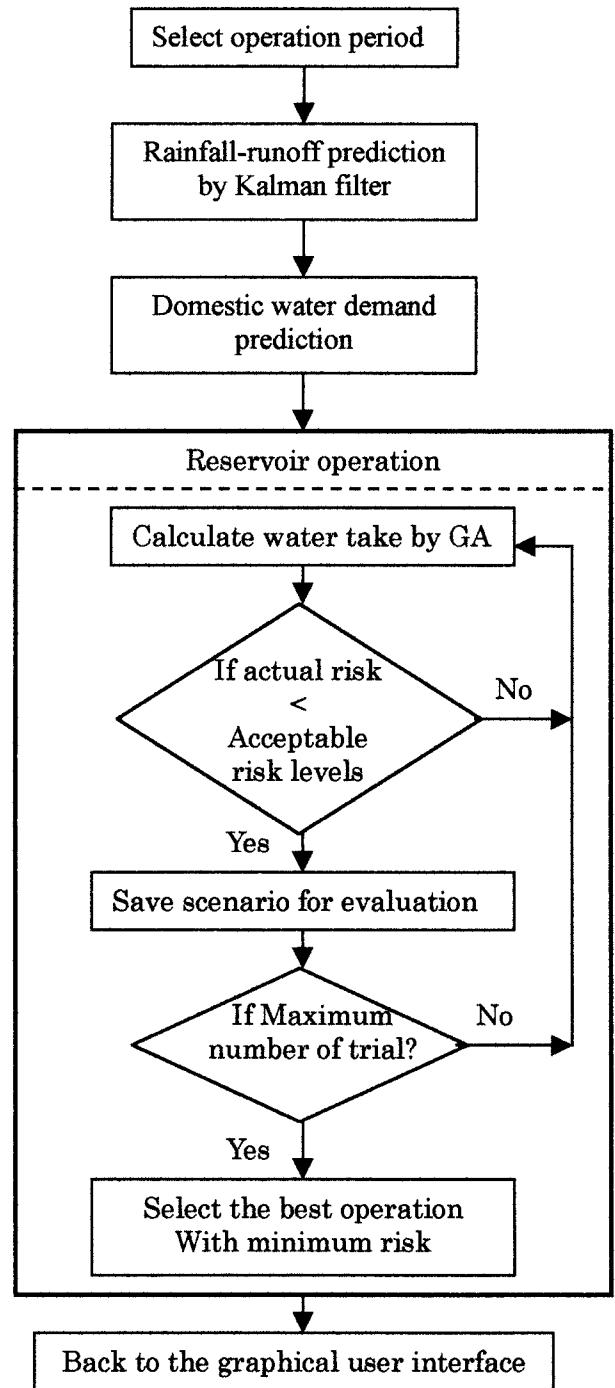 Select operation period
Rainfall-runoff prediction
by Kalman filter
Domestic water demand
prediction
Reservoir operation
Calculate water take by GA
If actual risk
<
Acceptable
risk levels
No
Yes
Save scenario for evaluation
If Maximum
number of trial?
No
Yes
Select the best operation
With minimum risk
Back to the graphical user interface